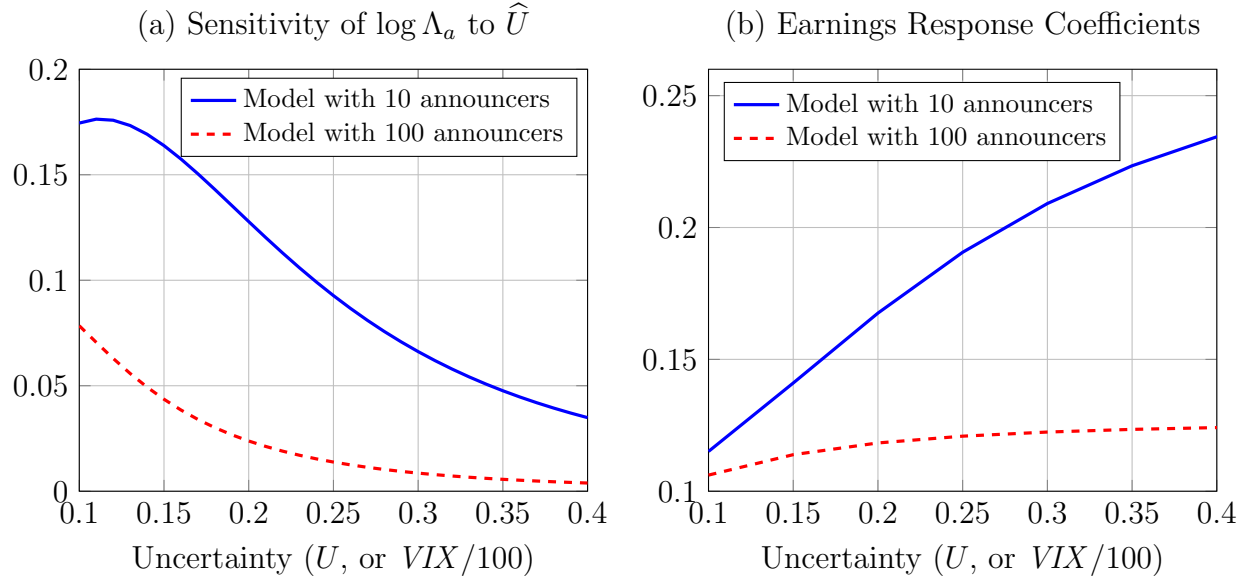 (a) Sensitivity of log Λₐ to Û
0.2
0.15
0.1
0.05
0
Model with 10 announcers
Model with 100 announcers
0.1 0.15 0.2 0.25 0.3 0.35 0.4
Uncertainty (U, or VIX/100)
(b) Earnings Response Coefficients
0.25
0.2
0.15
0.1
Model with 10 announcers
Model with 100 announcers
0.1 0.15 0.2 0.25 0.3 0.35 0.4
Uncertainty (U, or VIX/100)